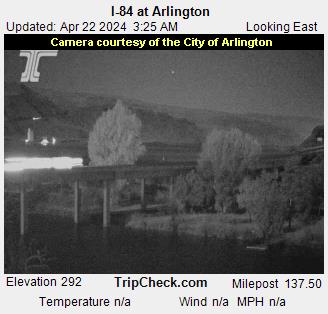 I-84 at Arlington
Updated: Apr 22 2024 3:25 AM Looking East
Camera courtesy of the City of Arlington
Elevation 292 TripCheck.com Milepost 137.50
Temperature n/a Wind n/a MPH n/a